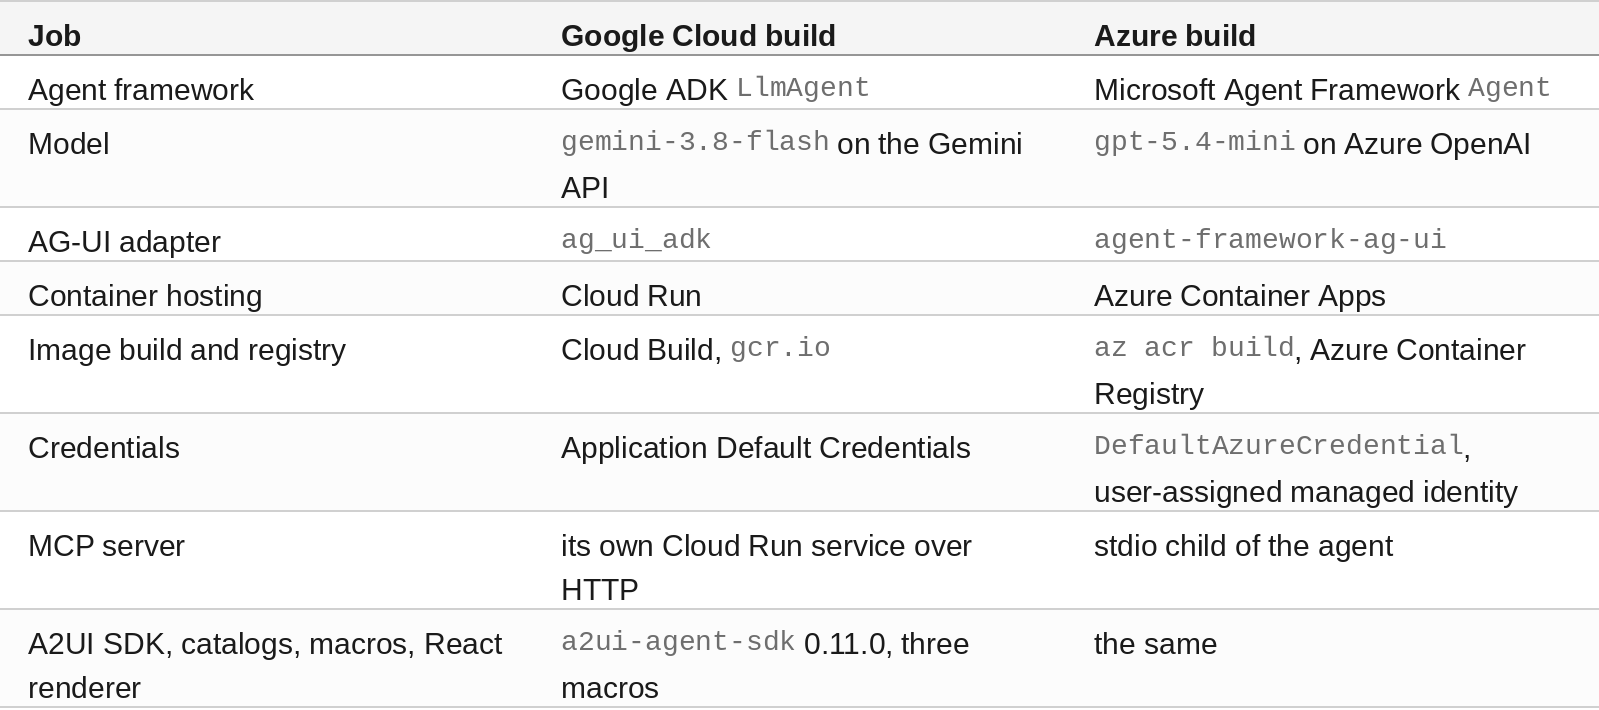 Job Google Cloud build Azure build
Agent framework Google ADK LlmAgent Microsoft Agent Framework Agent
Model gemini-3.8-flash on the Gemini gpt-5.4-mini on Azure OpenAI
API
AG-UI adapter ag_ui_adk agent-framework-ag-ui
Container hosting Cloud Run Azure Container Apps
Image build and registry Cloud Build, gcr.io az acr build, Azure Container
Registry
Credentials Application Default Credentials DefaultAzureCredential,
user-assigned managed identity
MCP server its own Cloud Run service over stdio child of the agent
HTTP
A2UI SDK, catalogs, macros, React a2ui-agent-sdk 0.11.0, three the same
renderer macros